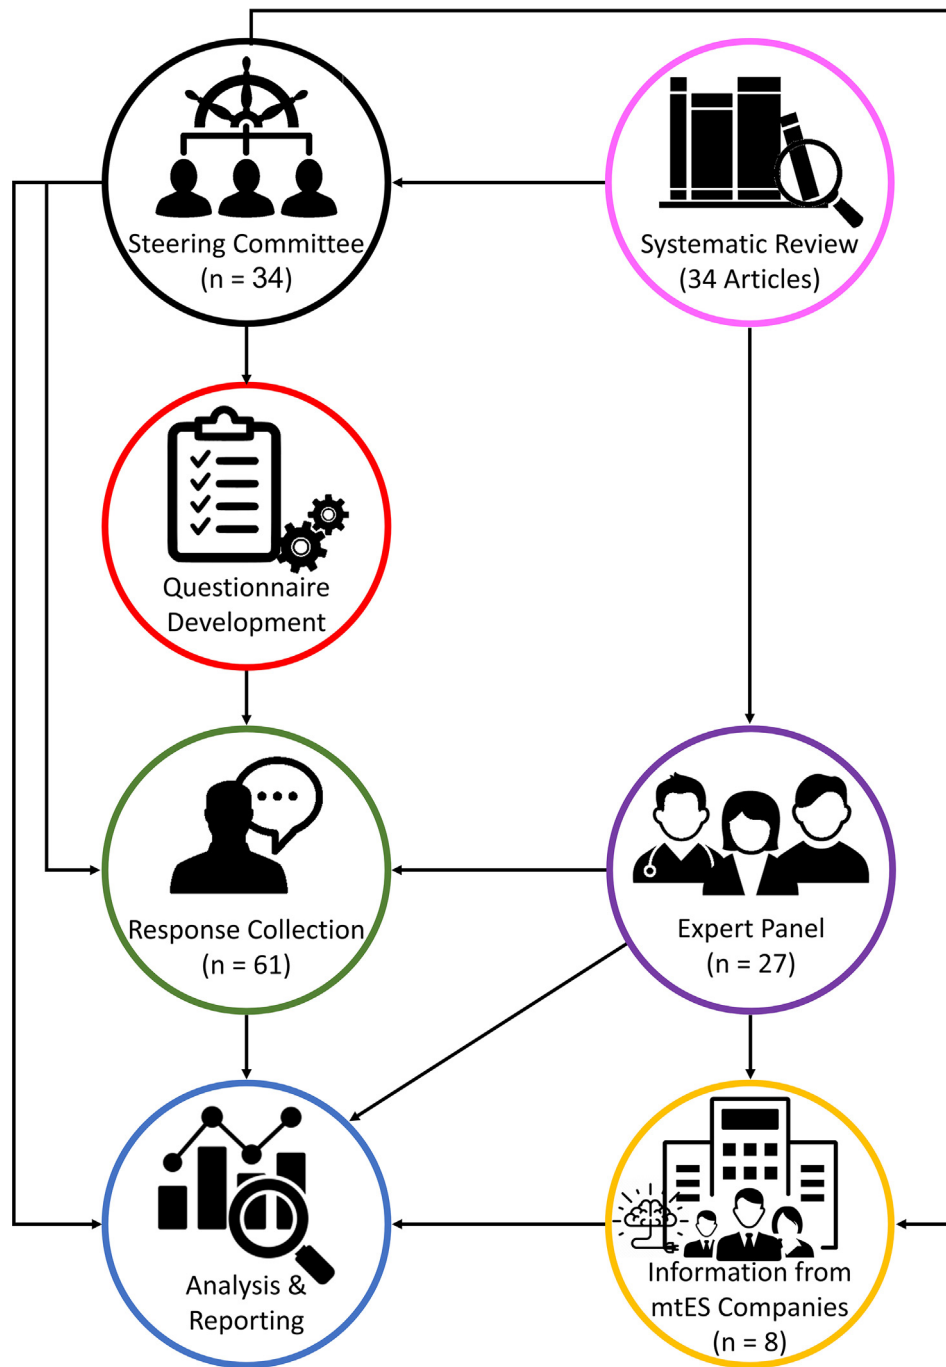 Steering Committee
(n = 34)
Systematic Review
(34 Articles)
Questionnaire
Development
Response Collection
(n = 61)
Expert Panel
(n = 27)
Analysis &
Reporting
Information from
mtES Companies
(n = 8)